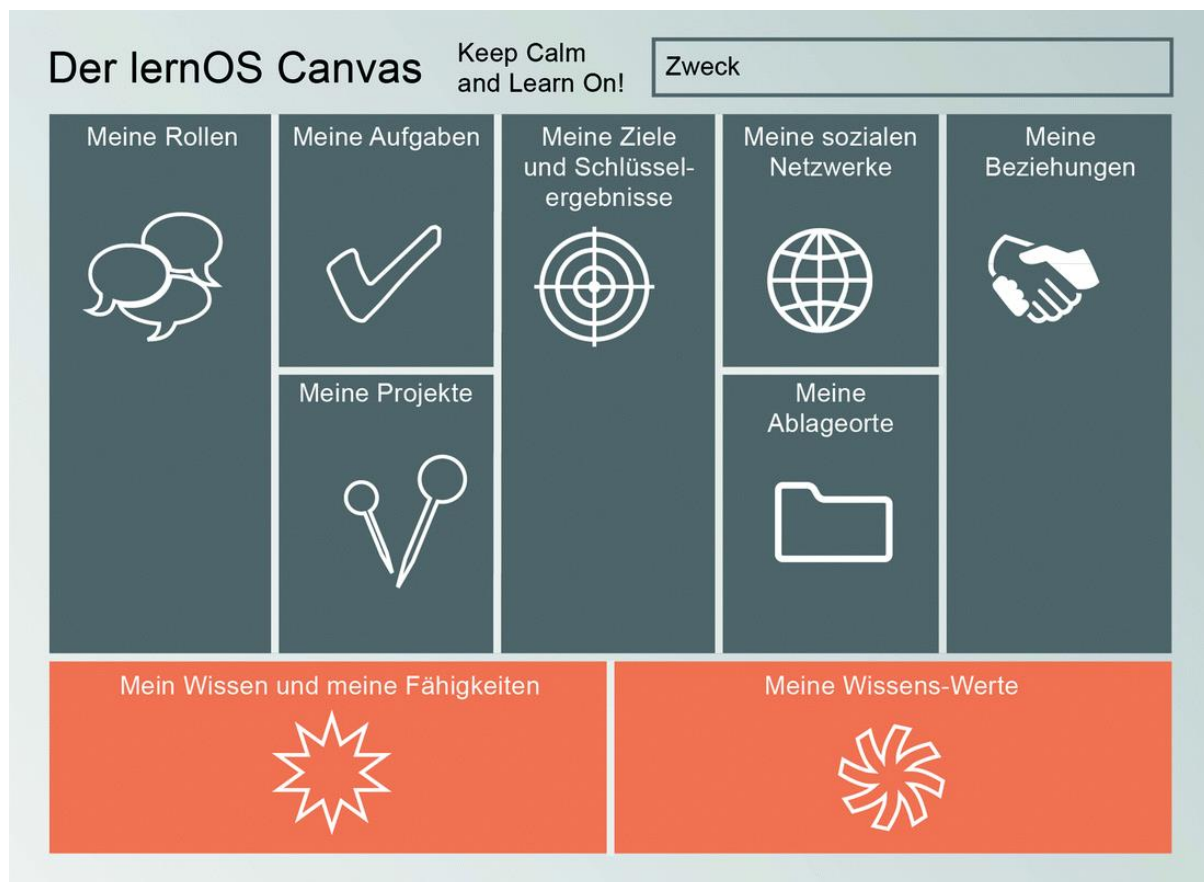 Der lernOS Canvas
Keep Calm
and Learn On!
Zweck
Meine Rollen
Meine Aufgaben
Meine Ziele
und Schlüssel-
ergebnisse
Meine sozialen
Netzwerke
Meine
Beziehungen
Meine Projekte
Meine
Ablageorte
Mein Wissen und meine Fähigkeiten
Meine Wissens-Werte